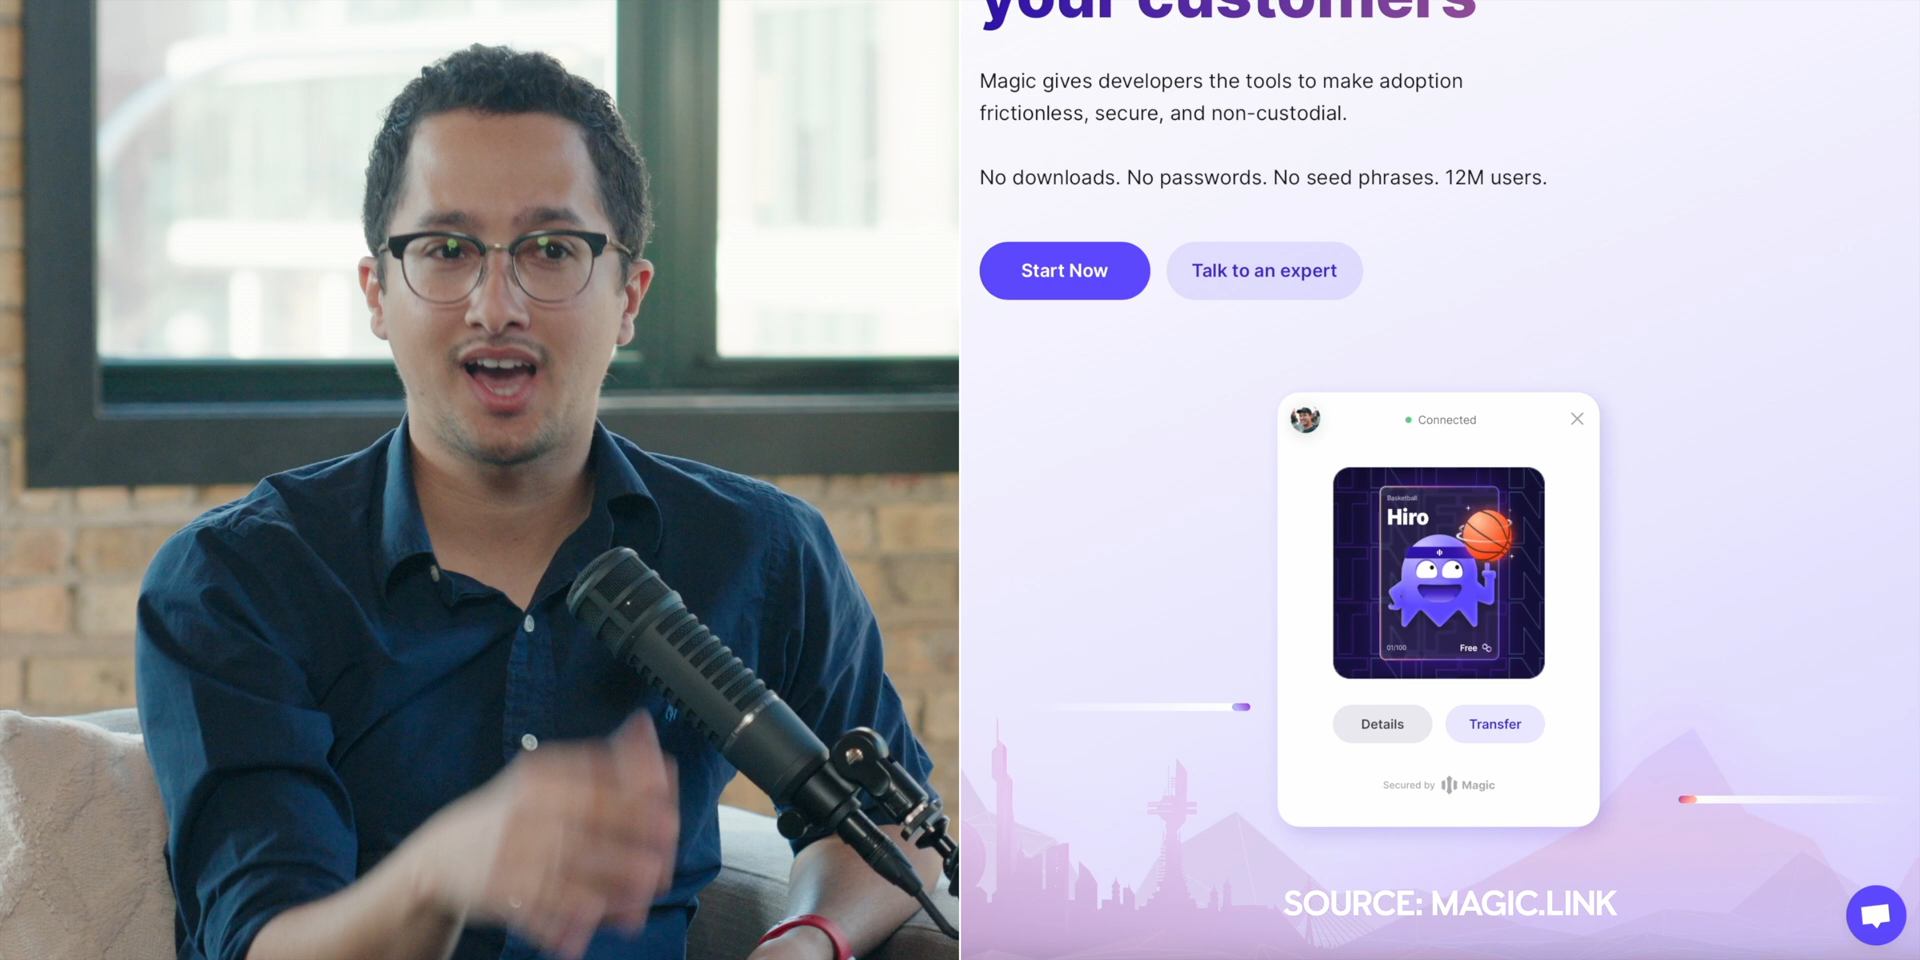 your customers
Magic gives developers the tools to make adoption
frictionless, secure, and non-custodial.
No downloads. No passwords. No seed phrases. 12M users.
Start Now
Talk to an expert
Connected
Basketball
Hiro
01/100
Free
Details
Transfer
Secured by Magic
SOURCE: MAGIC.LINK